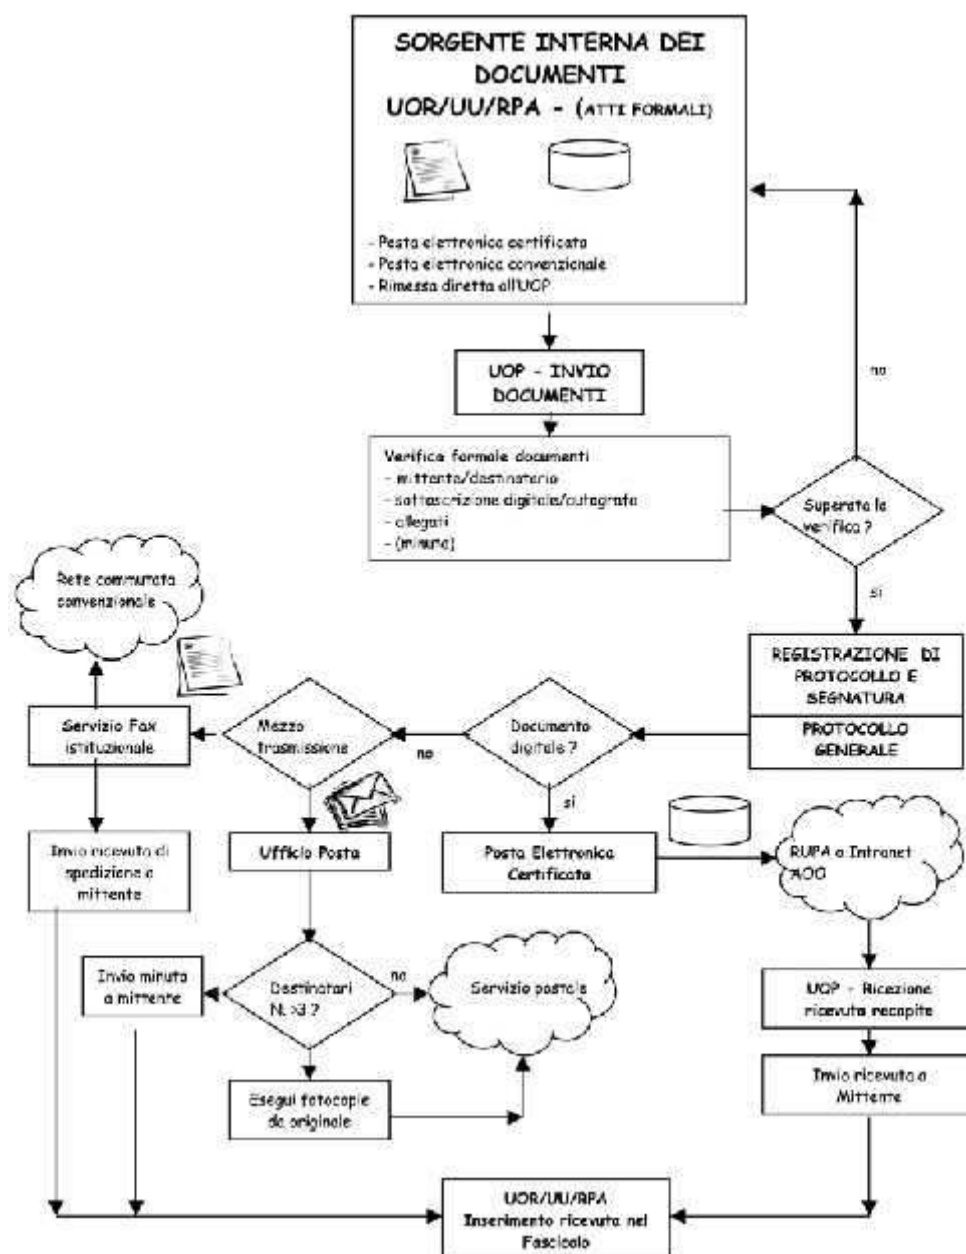 SORGENTE INTERNA DEI
DOCUMENTI
UOR/UU/RPA - (ATTI FORMALI)
- Posta elettronica certificata
- Posta elettronica convenzionale
- Rimessa diretta all'UOP
UOP - INVIO
DOCUMENTI
no
Verifica formale documenti
- mittente/destinatario
- sottoscrizione digitale/autografa
- allegati
- (minuta)
Superata la
verifica ?
si
Rete commutata
convenzionale
REGISTRAZIONE DI
PROTOCOLLO E
SEGNATURA
PROTOCOLLO
GENERALE
Documento
digitale ?
no
si
Mezzo
trasmissione
Servizio Fax
istituzionale
Invio ricevuta di
spedizione a
mittente
Ufficio Posta
Posta Elettronica
Certificata
RUPA o Intranet
AOO
Invio minuta
a mittente
Destinatari
N. >3 ?
no
Servizio postale
UOP - Ricezione
ricevuta recapito
Esegui fotocopie
da originale
Invio ricevuta a
Mittente
UOR/UU/RPA
Inserimento ricevuta nel
Fascicolo